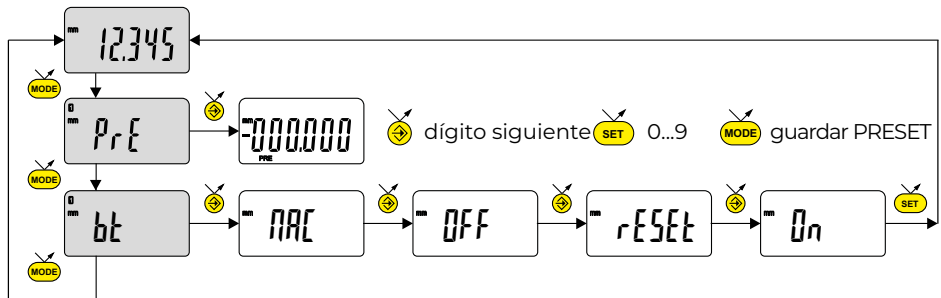 mm 12.345
MODE
0 mm PrE
mm -000.000 PRE
dígito siguiente SET 0...9 MODE guardar PRESET
MODE
0 mm bt
mm MAC
mm OFF
mm rESEt
mm On
SET
MODE